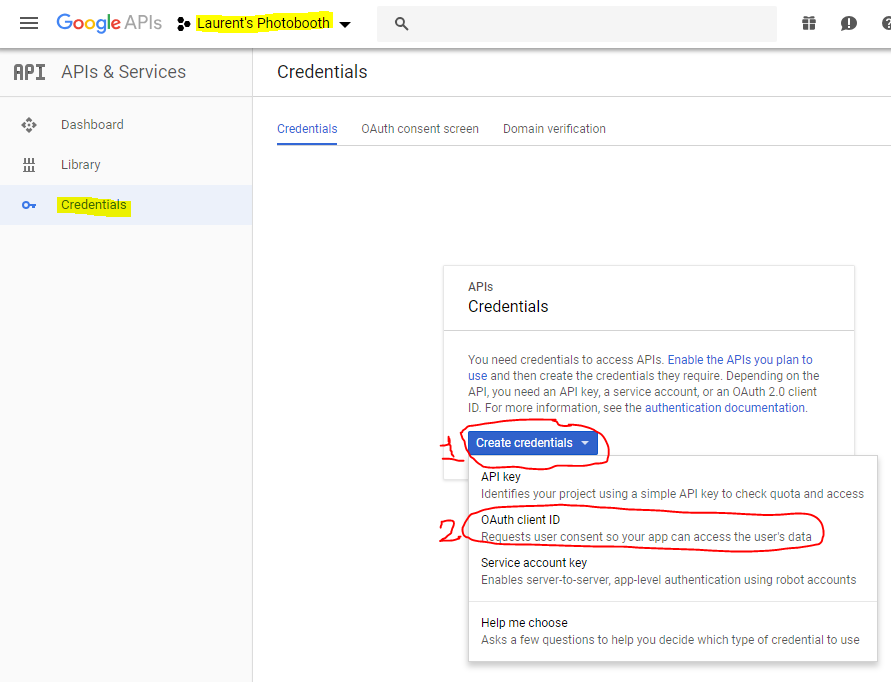 Google APIs Laurent's Photobooth
API APIs & Services
Credentials
Dashboard
Library
Credentials
Credentials OAuth consent screen Domain verification
APIs
Credentials
You need credentials to access APIs. Enable the APIs you plan to
use and then create the credentials they require. Depending on the
API, you need an API key, a service account, or an OAuth 2.0 client
ID. For more information, see the authentication documentation.
1 Create credentials
API key
Identifies your project using a simple API key to check quota and access
2. OAuth client ID
Requests user consent so your app can access the user's data
Service account key
Enables server-to-server, app-level authentication using robot accounts
Help me choose
Asks a few questions to help you decide which type of credential to use